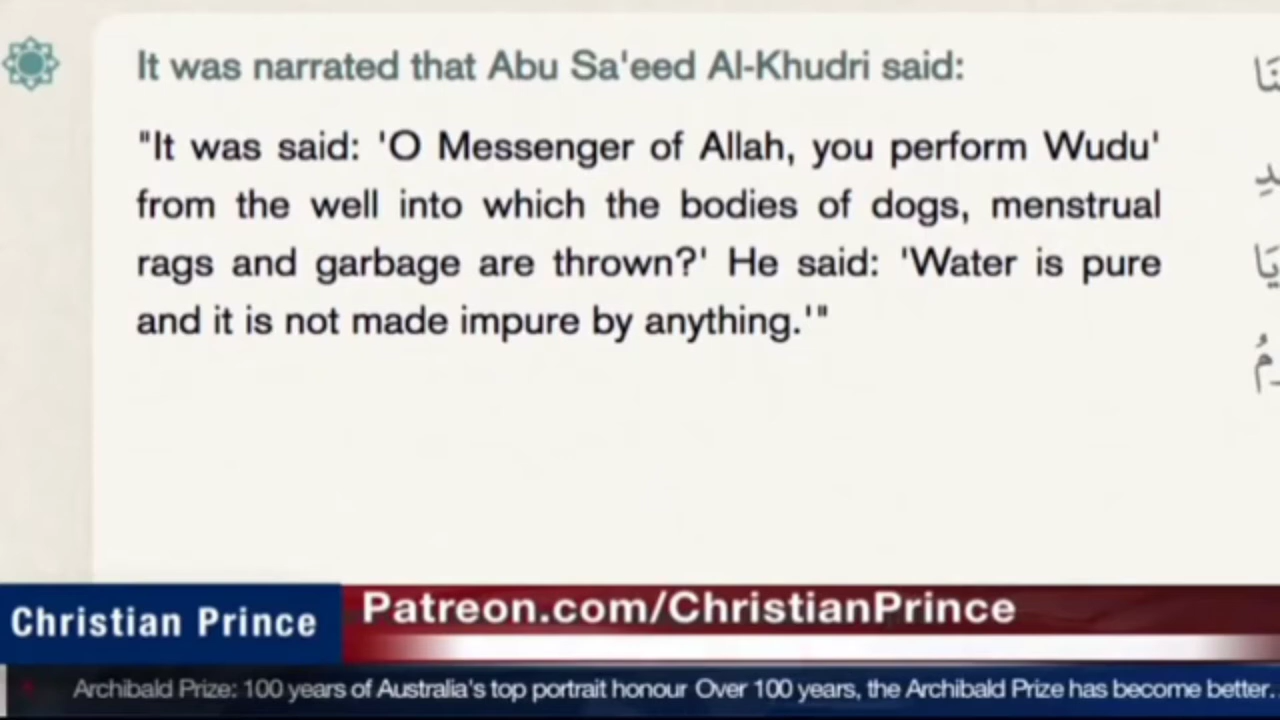 It was narrated that Abu Sa'eed Al-Khudri said:
"It was said: 'O Messenger of Allah, you perform Wudu'
from the well into which the bodies of dogs, menstrual
rags and garbage are thrown?' He said: 'Water is pure
and it is not made impure by anything.'"
Christian Prince
Patreon.com/ChristianPrince
Archibald Prize: 100 years of Australia's top portrait honour Over 100 years, the Archibald Prize has become better.